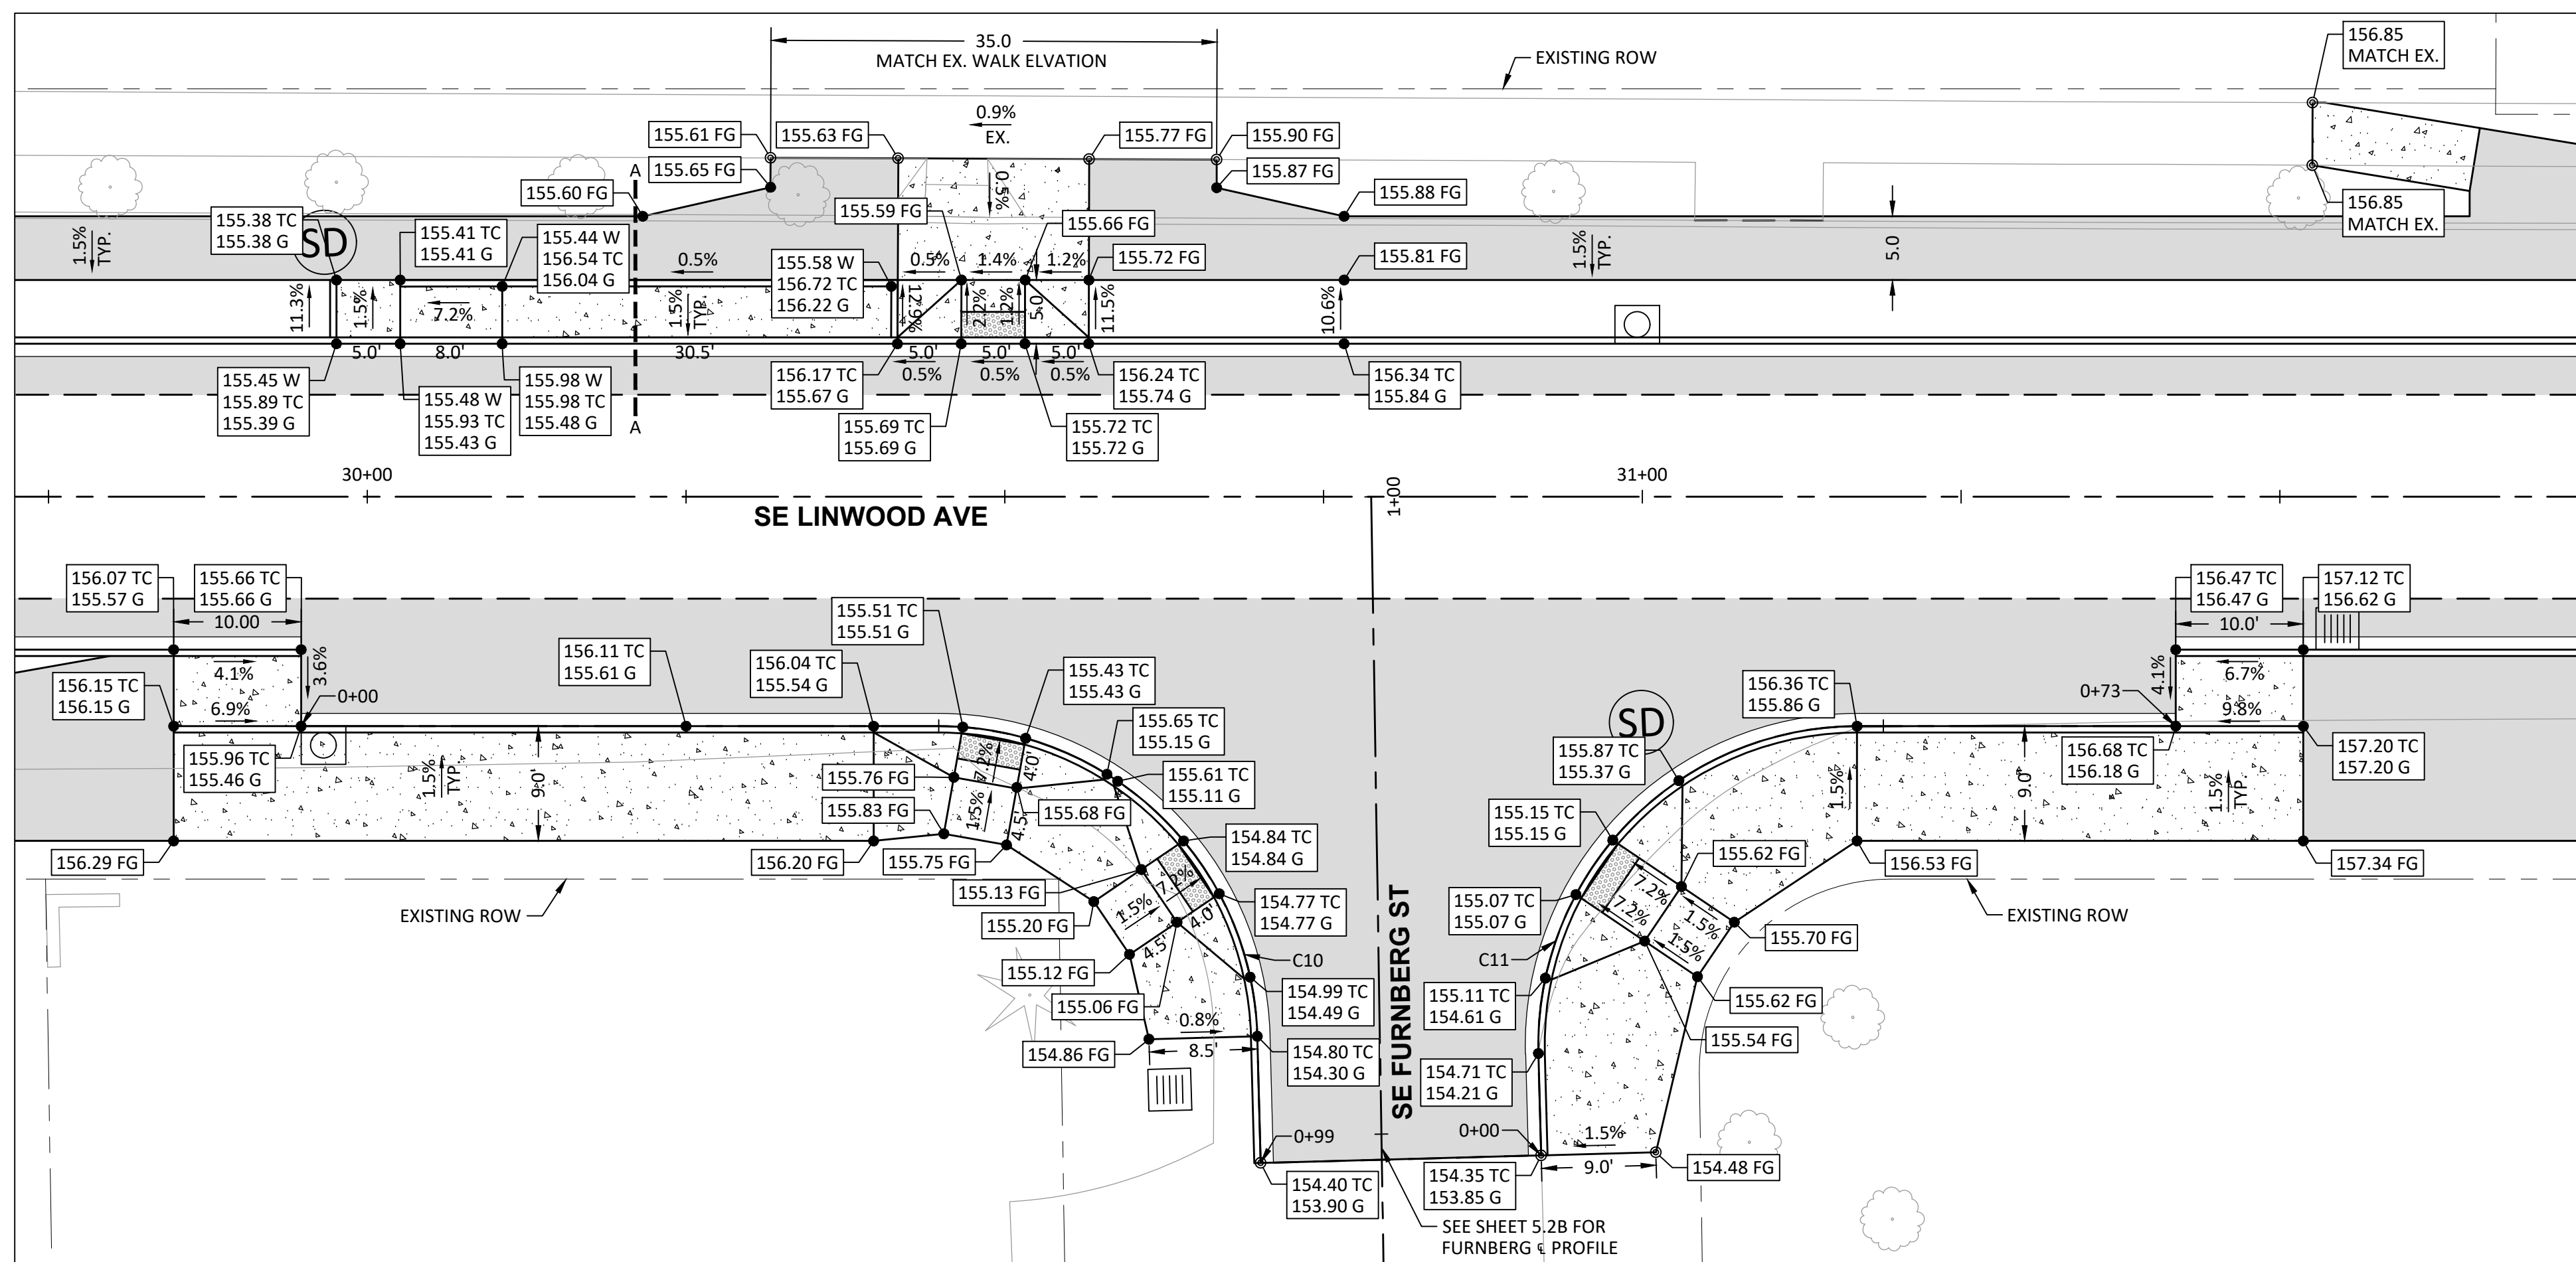 35.0
MATCH EX. WALK ELVATION
EXISTING ROW
156.85
MATCH EX.
0.9%
EX.
155.61 FG
155.63 FG
155.77 FG
155.90 FG
155.65 FG
155.87 FG
155.60 FG
155.88 FG
0.5%
155.59 FG
155.66 FG
156.85
MATCH EX.
155.38 TC
155.38 G
SD
155.41 TC
155.41 G
155.44 W
156.54 TC
156.04 G
A
1.5%
TYP.
0.5%
155.58 W
156.72 TC
156.22 G
0.5%
1.4%
1.2%
155.72 FG
155.81 FG
1.5%
TYP.
5.0
11.3%
1.5%
7.2%
1.5%
TYP.
12.9%
2.2%
1.2%
5.0
11.5%
10.6%
5.0'
8.0'
30.5'
5.0'
5.0'
5.0'
0.5%
0.5%
0.5%
155.45 W
155.89 TC
155.39 G
155.48 W
155.93 TC
155.43 G
155.98 W
155.98 TC
155.48 G
A
156.17 TC
155.67 G
156.24 TC
155.74 G
156.34 TC
155.84 G
155.69 TC
155.69 G
155.72 TC
155.72 G
30+00
31+00
1+00
SE LINWOOD AVE
156.07 TC
155.57 G
155.66 TC
155.66 G
10.00
155.51 TC
155.51 G
156.47 TC
156.47 G
157.12 TC
156.62 G
10.0'
156.11 TC
155.61 G
156.04 TC
155.54 G
155.43 TC
155.43 G
4.1%
3.6%
6.9%
0+00
156.15 TC
156.15 G
155.65 TC
155.15 G
156.36 TC
155.86 G
0+73
4.1%
6.7%
9.8%
SD
155.96 TC
155.46 G
1.5%
TYP.
9.0'
155.76 FG
7.2%
4.0'
155.61 TC
155.11 G
155.87 TC
155.37 G
1.5%
9.0'
156.68 TC
156.18 G
1.5%
TYP.
157.20 TC
157.20 G
155.83 FG
1.5%
4.5'
155.68 FG
155.15 TC
155.15 G
154.84 TC
154.84 G
156.29 FG
156.20 FG
155.75 FG
155.62 FG
156.53 FG
157.34 FG
155.13 FG
7.2%
7.2%
7.2%
EXISTING ROW
155.20 FG
1.5%
4.0'
154.77 TC
154.77 G
155.07 TC
155.07 G
1.5%
1.5%
155.70 FG
EXISTING ROW
4.5'
155.12 FG
C10
C11
155.06 FG
154.99 TC
154.49 G
155.11 TC
154.61 G
155.62 FG
0.8%
8.5'
154.86 FG
154.80 TC
154.30 G
155.54 FG
154.71 TC
154.21 G
SE FURNBERG ST
0+99
0+00
1.5%
9.0'
154.48 FG
154.40 TC
153.90 G
154.35 TC
153.85 G
SEE SHEET 5.2B FOR
FURNBERG ℄ PROFILE